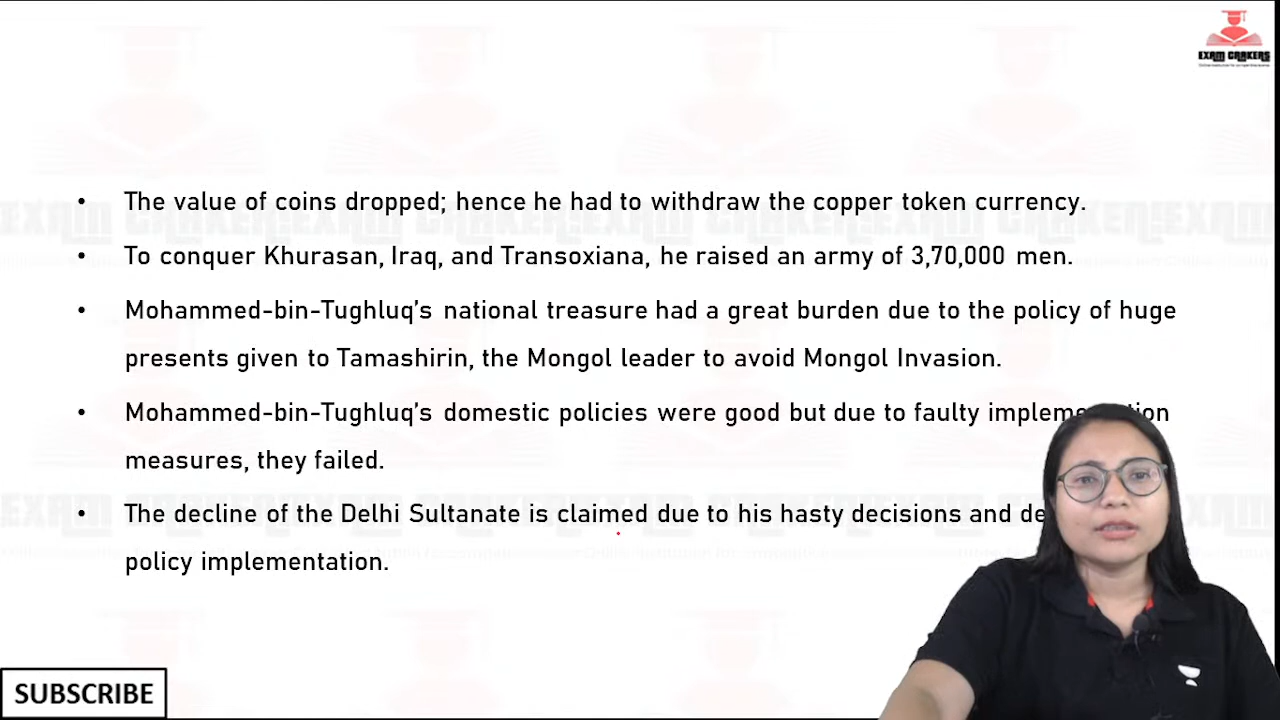 EXAM CRAKERS
• The value of coins dropped; hence he had to withdraw the copper token currency.
• To conquer Khurasan, Iraq, and Transoxiana, he raised an army of 3,70,000 men.
• Mohammed-bin-Tughluq's national treasure had a great burden due to the policy of huge
presents given to Tamashirin, the Mongol leader to avoid Mongol Invasion.
• Mohammed-bin-Tughluq's domestic policies were good but due to faulty
measures, they failed.
• The decline of the Delhi Sultanate is claimed due to his hasty decisions and
policy implementation.
SUBSCRIBE